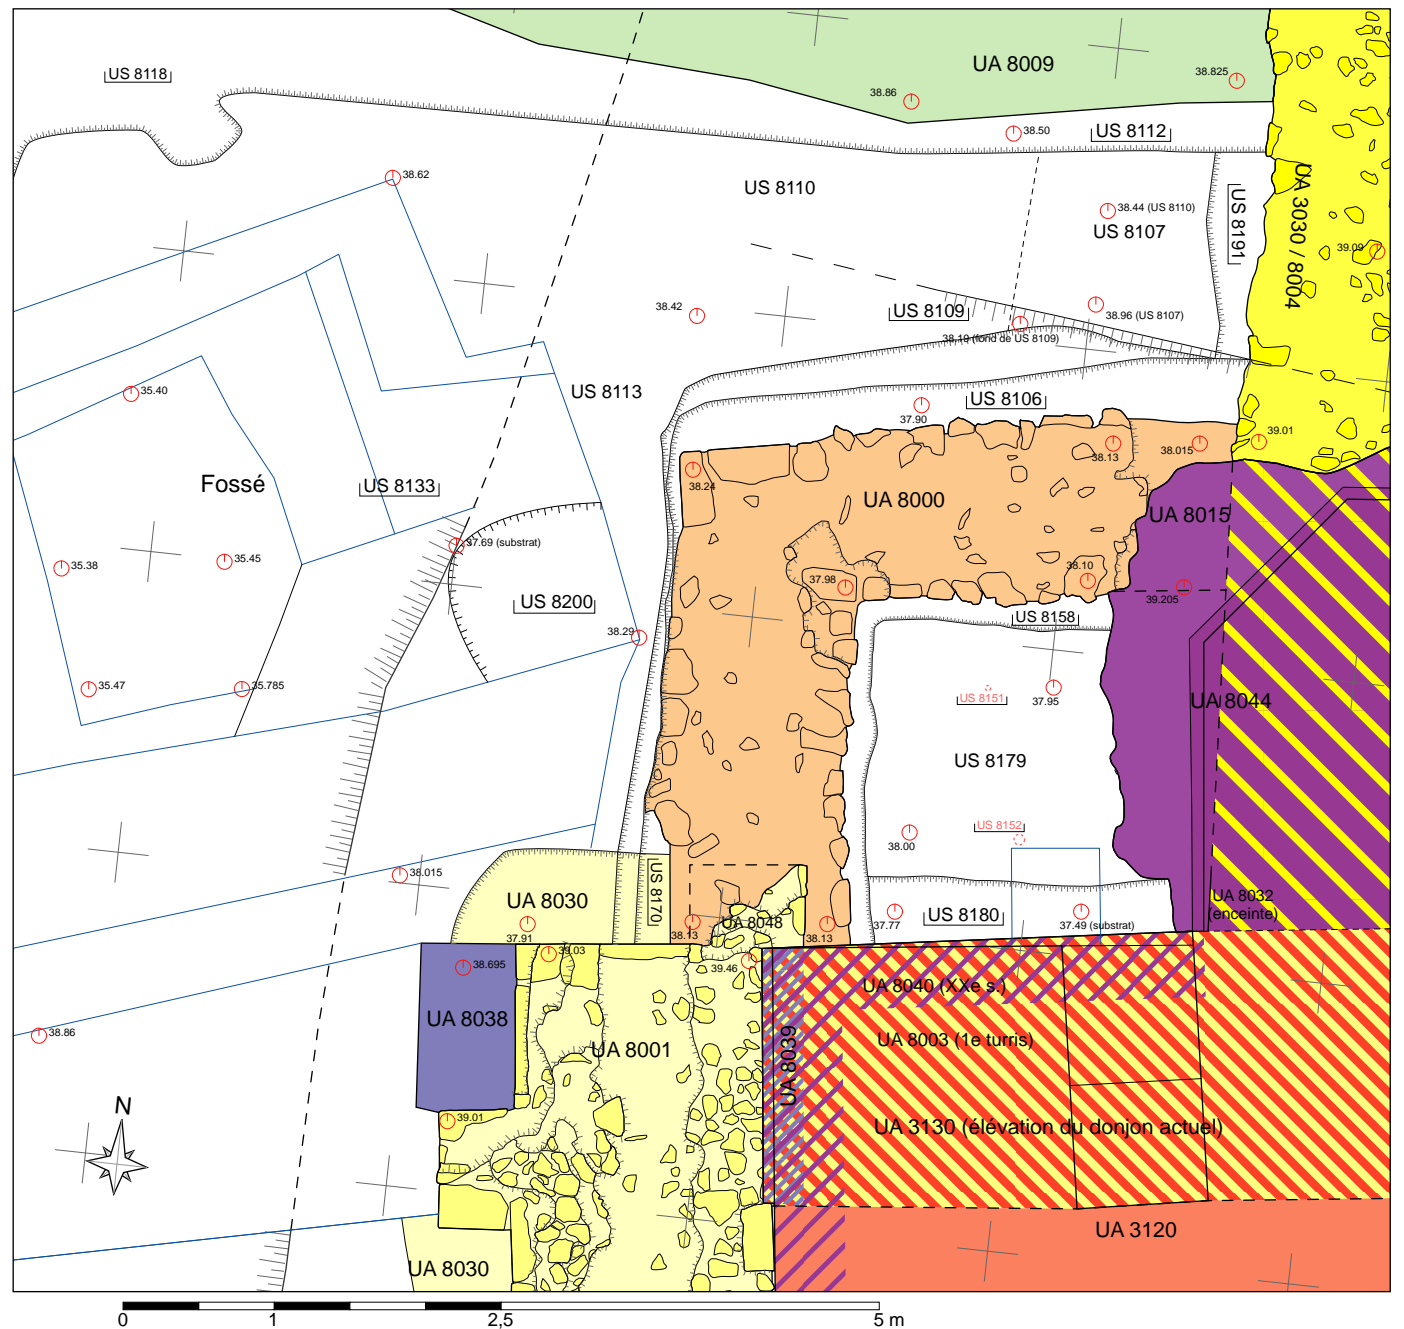 US 8118
UA 8009
38.825
38.86
38.50
US 8112
38.62
US 8110
38.44 (US 8110)
US 8107
US 8191
UA 3030 / 8004
39.09
38.42
US 8109
38.96 (US 8107)
38.19 (fond de US 8109)
35.40
US 8113
US 8106
37.90
39.01
38.13
38.015
38.24
Fossé
US 8133
UA 8000
UA 8015
37.69 (substrat)
35.38
35.45
37.98
38.10
39.205
US 8200
US 8158
38.29
35.47
35.785
US 8151
37.95
UA 8044
US 8179
US 8152
38.00
38.015
US 8170
UA 8030
UA 8048
UA 8032
(enceinte)
37.91
38.13
38.13
37.77
US 8180
37.49 (substrat)
39.03
38.695
39.46
UA 8040 (XXe s.)
38.86
UA 8038
UA 8001
UA 8039
UA 8003 (1e turris)
N
39.01
UA 3130 (élévation du donjon actuel)
UA 3120
UA 8030
0 1 2,5 5 m